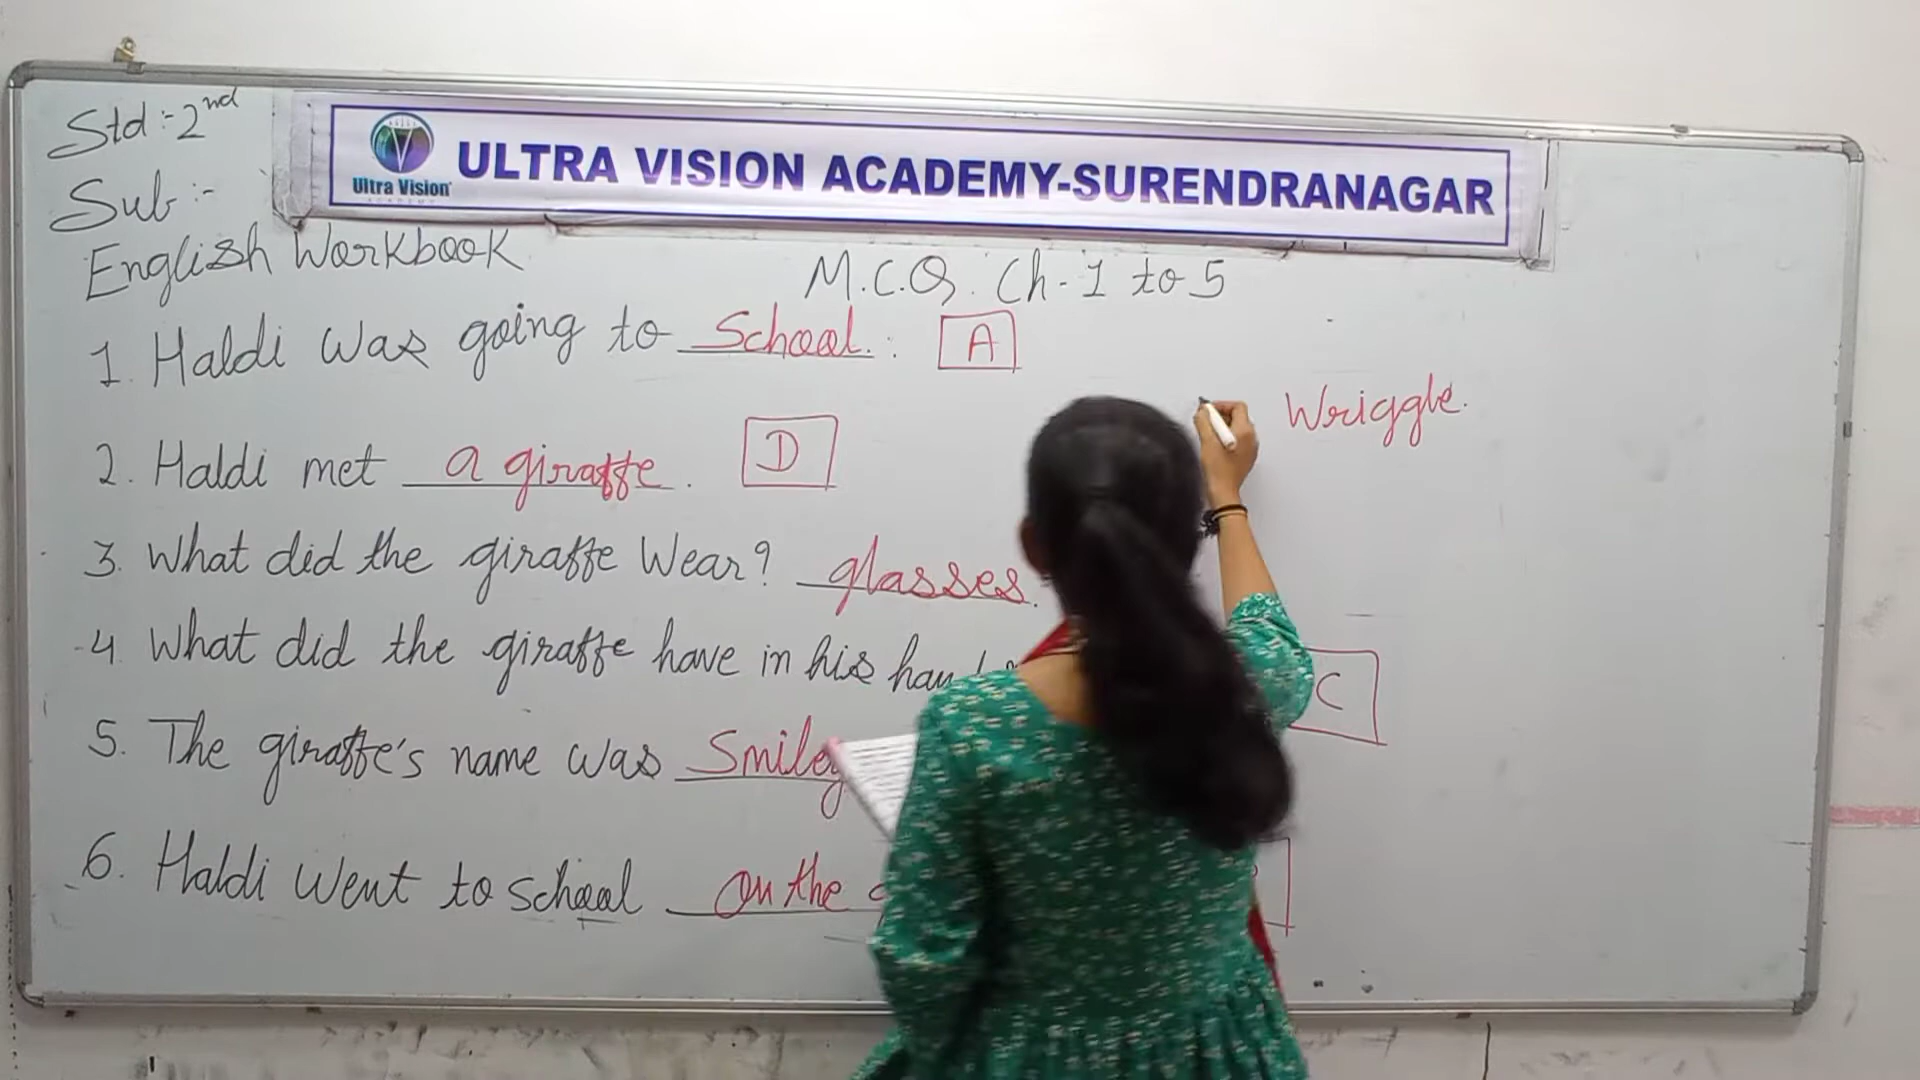 Std :- 2nd
Sub :-
English Workbook
Ultra Vision
ACADEMY
ULTRA VISION ACADEMY-SURENDRANAGAR
M.C.Q. Ch-1 to 5
1. Haldi was going to School. A
Wriggle.
2. Haldi met a giraffe. D
3. What did the giraffe Wear? glasses.
4. What did the giraffe have in his C
5. The giraffe's name was Smiley
6. Haldi Went to school on the